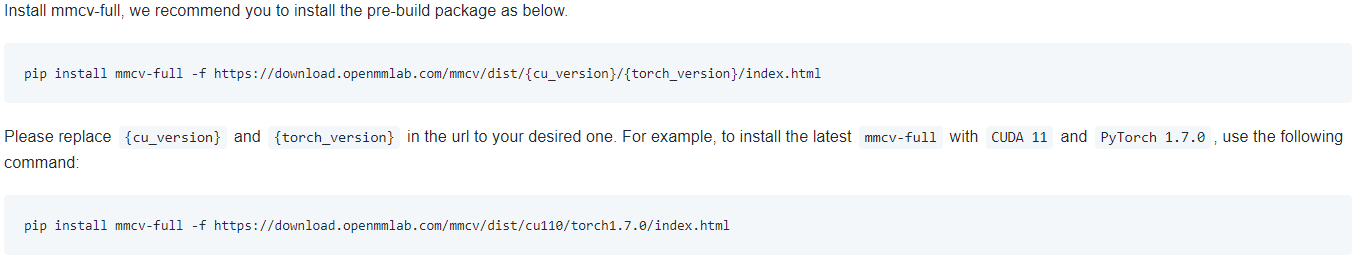 Install mmcv-full, we recommend you to install the pre-build package as below.
pip install mmcv-full -f https://download.openmmlab.com/mmcv/dist/{cu_version}/{torch_version}/index.html
Please replace {cu_version} and {torch_version} in the url to your desired one. For example, to install the latest mmcv-full with CUDA 11 and PyTorch 1.7.0 , use the following
command:
pip install mmcv-full -f https://download.openmmlab.com/mmcv/dist/cu110/torch1.7.0/index.html